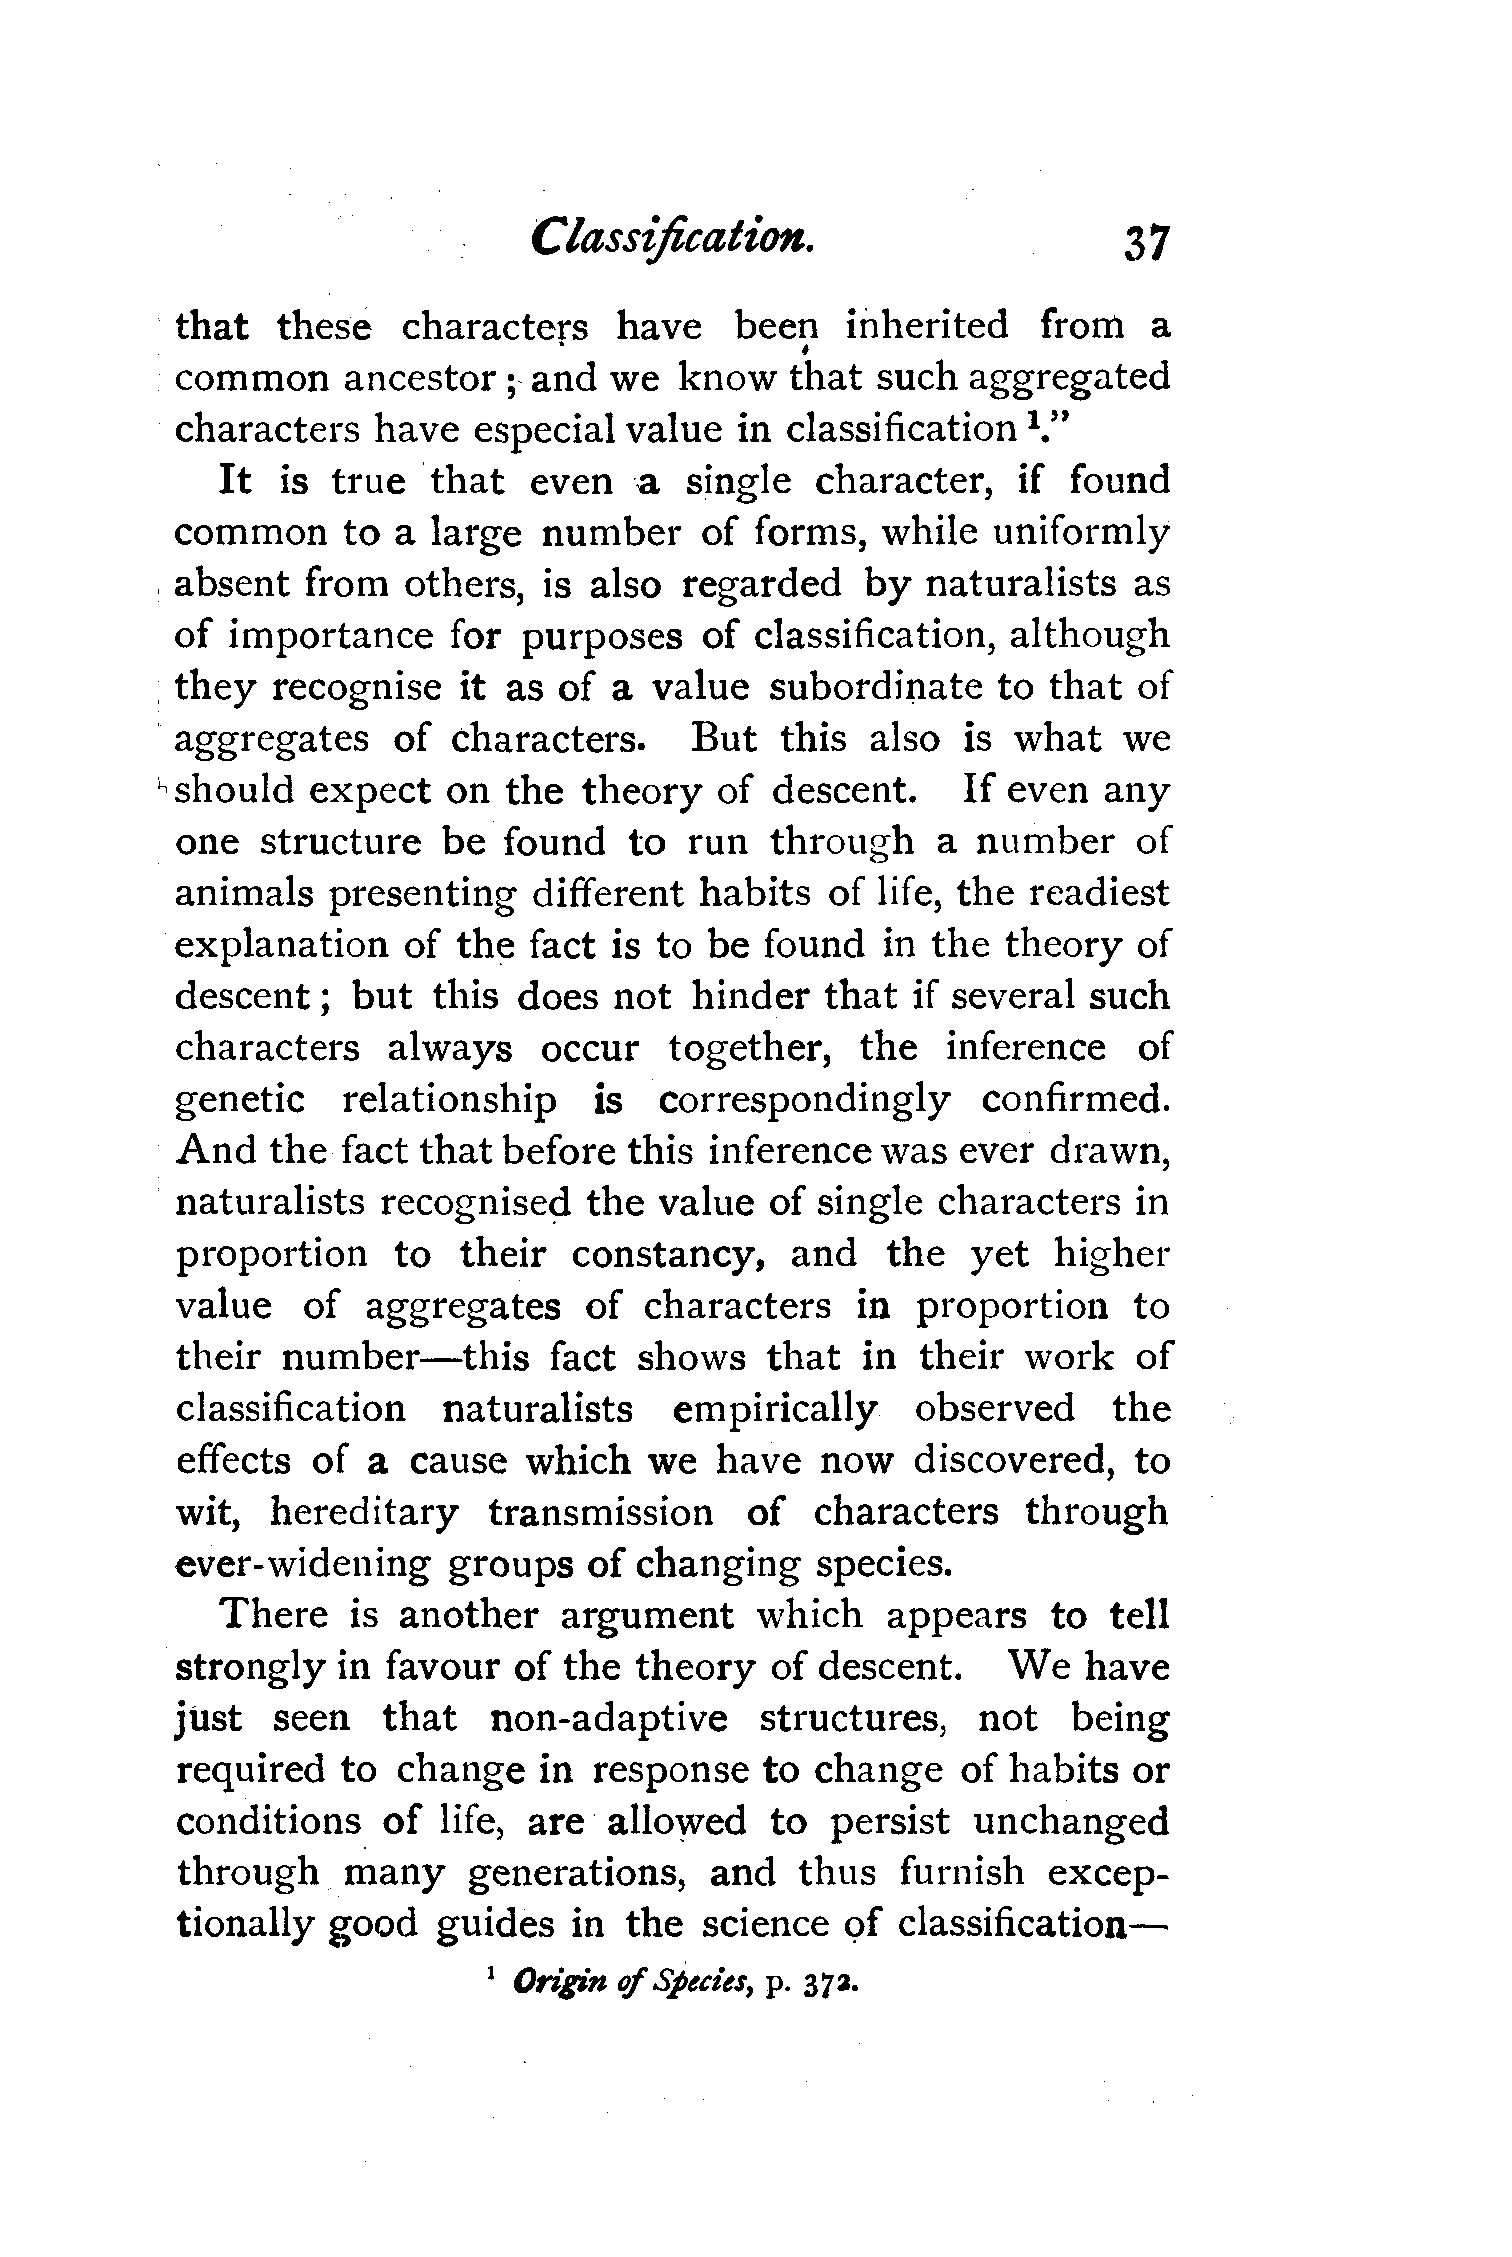 Classification. 37
that these characters have been inherited from a
common ancestor ; and we know that such aggregated
characters have especial value in classification ¹."
It is true that even a single character, if found
common to a large number of forms, while uniformly
absent from others, is also regarded by naturalists as
of importance for purposes of classification, although
they recognise it as of a value subordinate to that of
aggregates of characters. But this also is what we
should expect on the theory of descent. If even any
one structure be found to run through a number of
animals presenting different habits of life, the readiest
explanation of the fact is to be found in the theory of
descent ; but this does not hinder that if several such
characters always occur together, the inference of
genetic relationship is correspondingly confirmed.
And the fact that before this inference was ever drawn,
naturalists recognised the value of single characters in
proportion to their constancy, and the yet higher
value of aggregates of characters in proportion to
their number—this fact shows that in their work of
classification naturalists empirically observed the
effects of a cause which we have now discovered, to
wit, hereditary transmission of characters through
ever-widening groups of changing species.
There is another argument which appears to tell
strongly in favour of the theory of descent. We have
just seen that non-adaptive structures, not being
required to change in response to change of habits or
conditions of life, are allowed to persist unchanged
through many generations, and thus furnish excep-
tionally good guides in the science of classification—
¹ Origin of Species, p. 372.